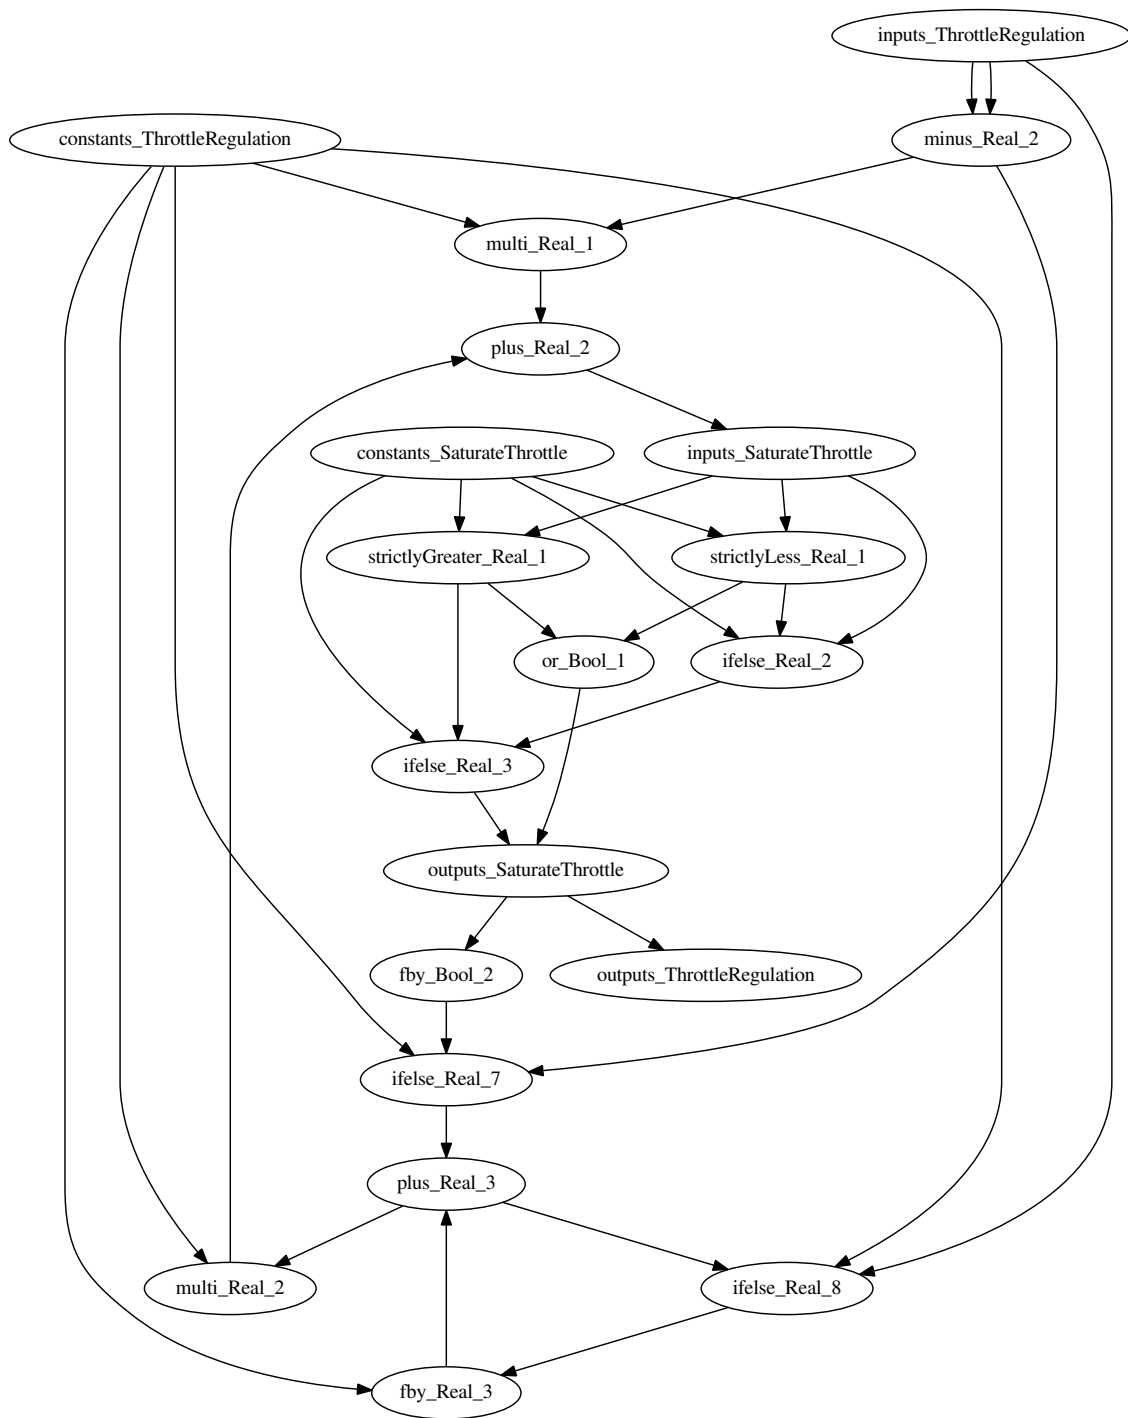 inputs_ThrottleRegulation
constants_ThrottleRegulation
minus_Real_2
multi_Real_1
plus_Real_2
constants_SaturateThrottle
inputs_SaturateThrottle
strictlyGreater_Real_1
strictlyLess_Real_1
or_Bool_1
ifelse_Real_2
ifelse_Real_3
outputs_SaturateThrottle
fby_Bool_2
outputs_ThrottleRegulation
ifelse_Real_7
plus_Real_3
multi_Real_2
ifelse_Real_8
fby_Real_3